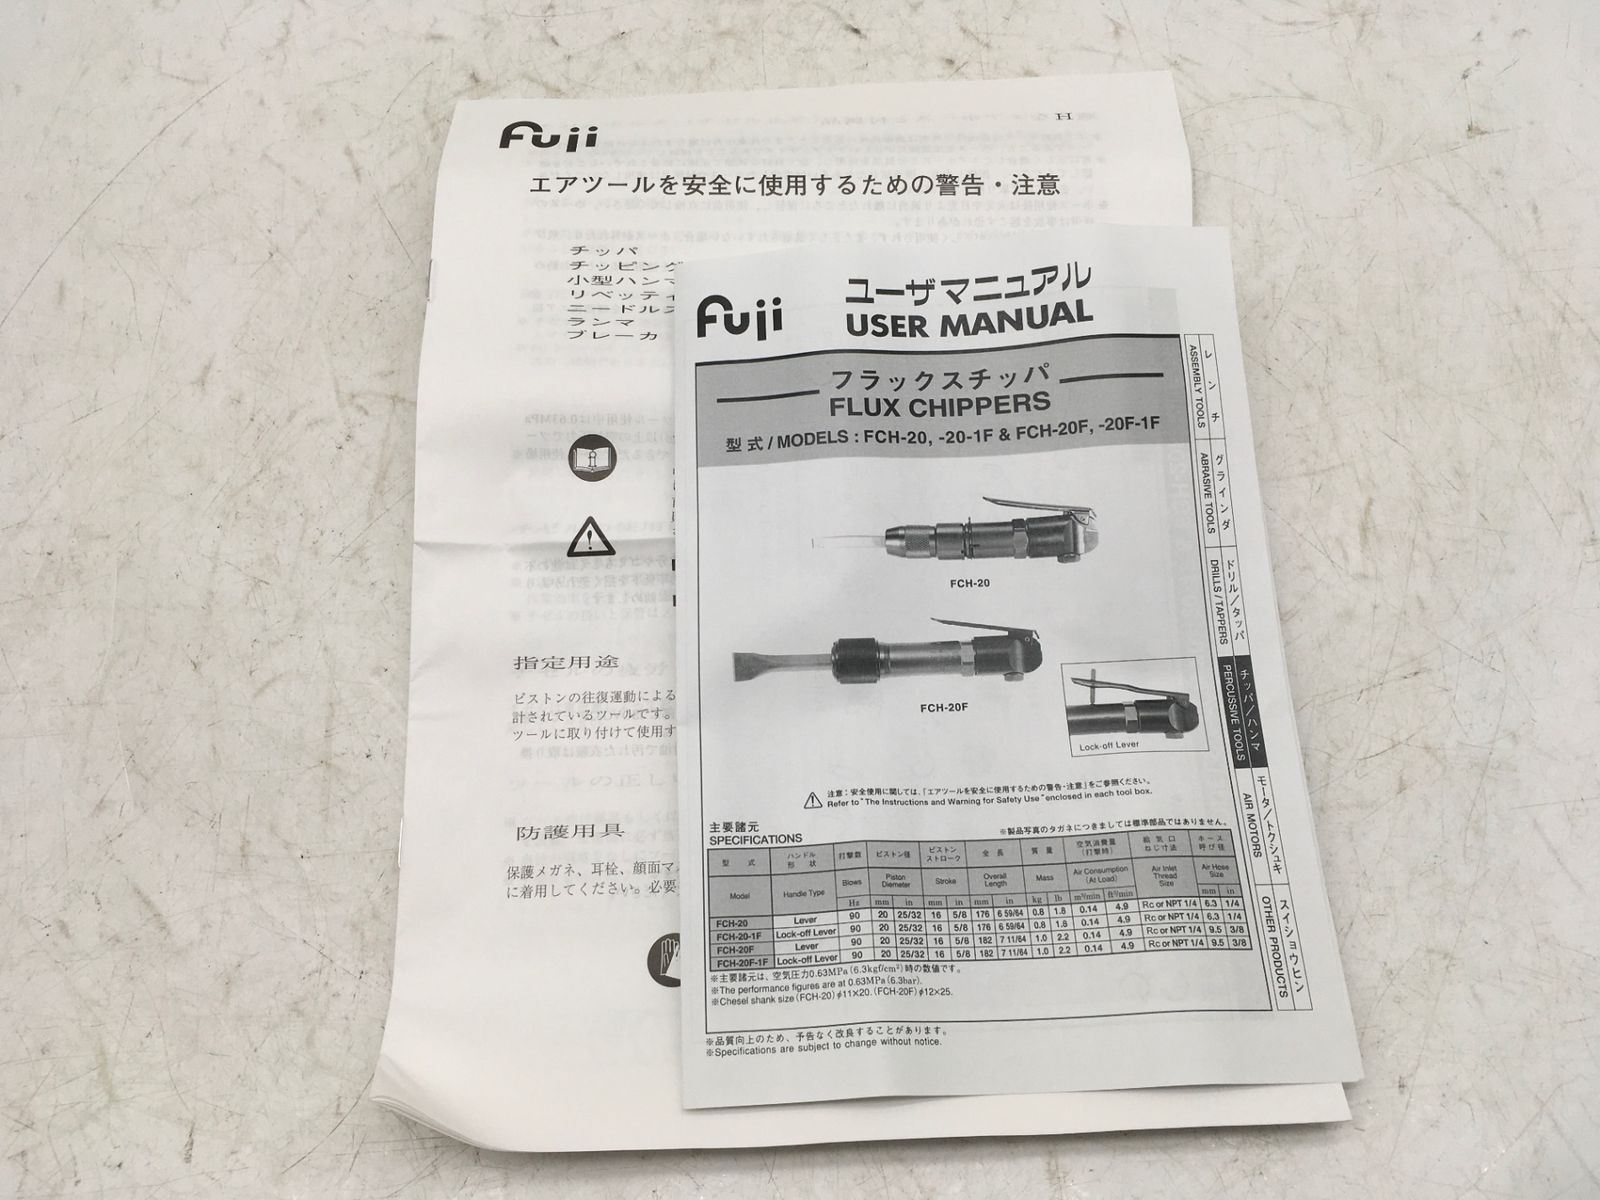 Fuji
H
エアツールを安全に使用するための警告・注意
チッパ
チッピング
小型ハンマ
リベッティ
ニードルス
ランマ
ブレーカ
指定用途
ピストンの往復運動による
計されているツールです。
ツールに取り付けて使用す
防護用具
保護メガネ、耳栓、顔面マ
に着用してください。必要
Fuji
ユーザマニュアル
USER MANUAL
フラックスチッパ
FLUX CHIPPERS
型式/MODELS : FCH-20, -20-1F & FCH-20F, -20F-1F
FCH-20
FCH-20F
Lock-off Lever
注意：安全使用に関しては、「エアツールを安全に使用するための警告・注意」をご参照ください。
Refer to "The Instructions and Warning for Safety Use" enclosed in each tool box.
主要諸元
SPECIFICATIONS
※製品写真のタガネにつきましては標準部品ではありません。
型 式 ハンドル形状 打撃数 ピストン径 ピストンストローク 全長 質量 空気消費量(打撃時) 給気口ねじ寸法 ホース呼び径
Model Handle Type Blows Piston Diemeter Stroke Overall Length Mass Air Consumption (At Load) Air Inlet Thread Size Air Hose Size
Hz mm in mm in mm in kg lb m³/min ft³/min mm in
FCH-20 Lever 90 20 25/32 16 5/8 176 6 59/64 0.8 1.8 0.14 4.9 Rc or NPT 1/4 6.3 1/4
FCH-20-1F Lock-off Lever 90 20 25/32 16 5/8 176 6 59/64 0.8 1.8 0.14 4.9 Rc or NPT 1/4 6.3 1/4
FCH-20F Lever 90 20 25/32 16 5/8 182 7 11/64 1.0 2.2 0.14 4.9 Rc or NPT 1/4 9.5 3/8
FCH-20F-1F Lock-off Lever 90 20 25/32 16 5/8 182 7 11/64 1.0 2.2 0.14 4.9 Rc or NPT 1/4 9.5 3/8
※主要諸元は、空気圧力0.63MPa(6.3kgf/cm²)時の数値です。
※The performance figures are at 0.63MPa(6.3bar).
※Chesel shank size(FCH-20)φ11×20. (FCH-20F)φ12×25.
※品質向上のため、予告なく改良することがあります。
※Specifications are subject to change without notice.
レンチ
ASSEMBLY TOOLS
グラインダ
ABRASIVE TOOLS
ドリル/タッパ
DRILLS/TAPPERS
チッパ/ハンマ
PERCUSSIVE TOOLS
モータ/トクシュキ
AIR MOTORS
スイショウヒン
OTHER PRODUCTS